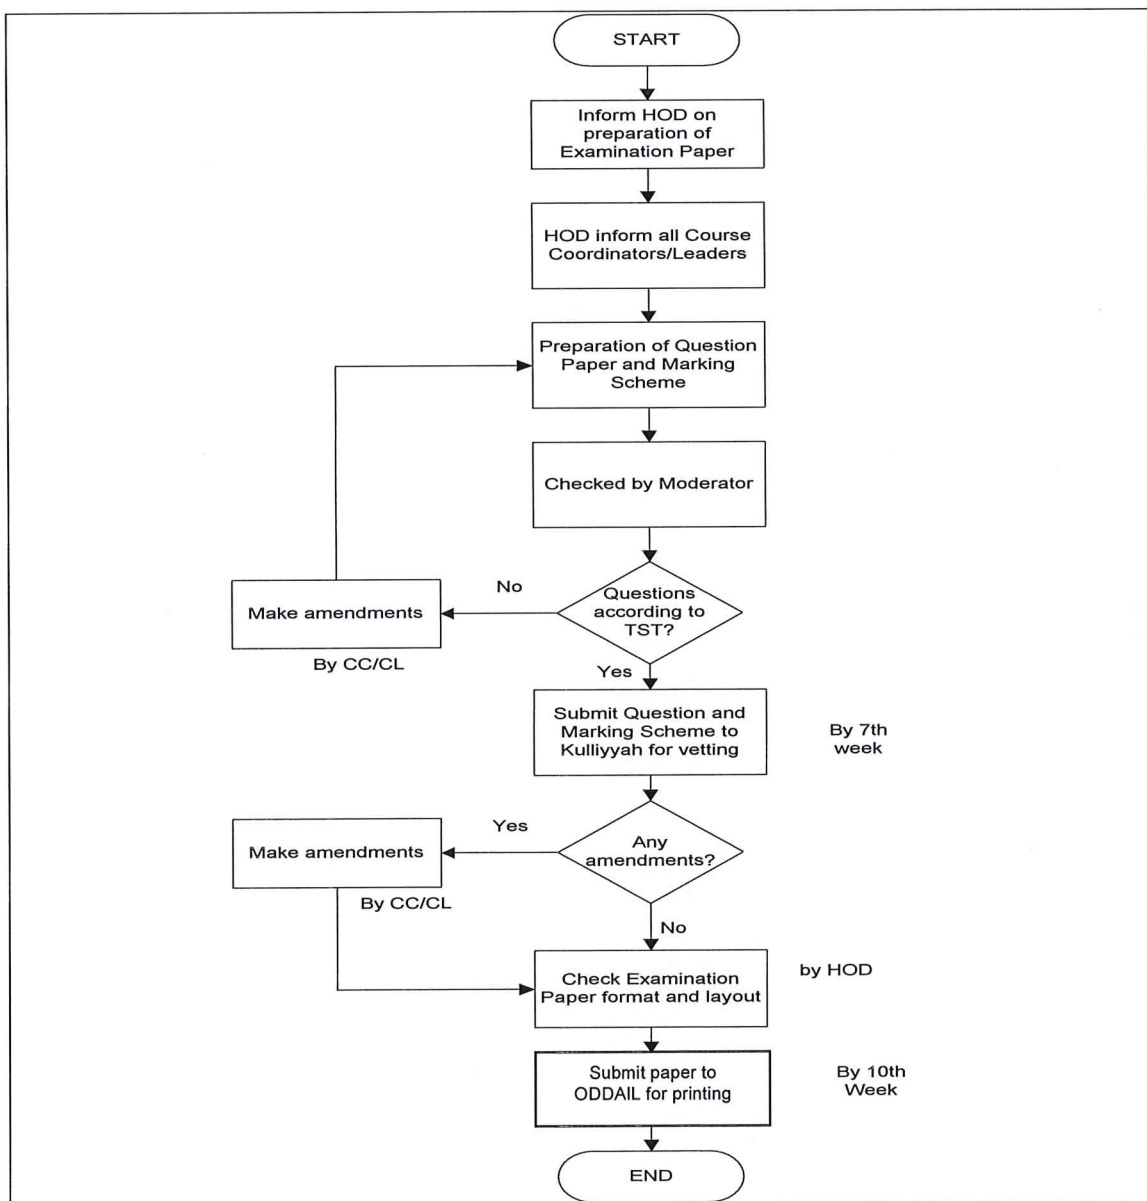 START
Inform HOD on
preparation of
Examination Paper
HOD inform all Course
Coordinators/Leaders
Preparation of Question
Paper and Marking
Scheme
Checked by Moderator
Questions
according to
TST?
No
Make amendments
By CC/CL
Yes
Submit Question and
Marking Scheme to
Kulliyyah for vetting
By 7th
week
Any
amendments?
Yes
Make amendments
By CC/CL
No
Check Examination
Paper format and layout
by HOD
Submit paper to
ODDAIL for printing
By 10th
Week
END